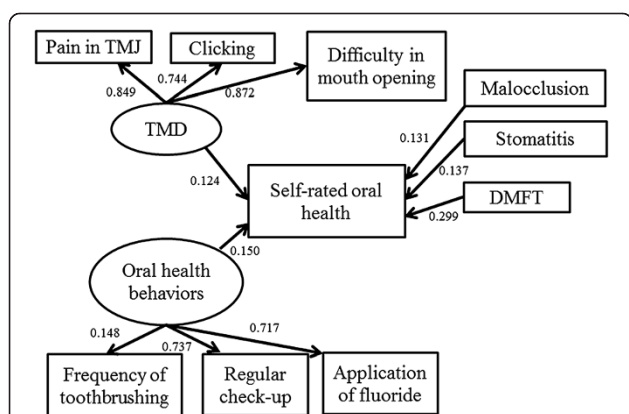 Pain in TMJ
Clicking
Difficulty in
mouth opening
0.849
0.744
0.872
TMD
Malocclusion
Stomatitis
DMFT
0.131
0.137
0.299
0.124
Self-rated oral
health
0.150
Oral health
behaviors
0.148
0.737
0.717
Frequency of
toothbrushing
Regular
check-up
Application
of fluoride